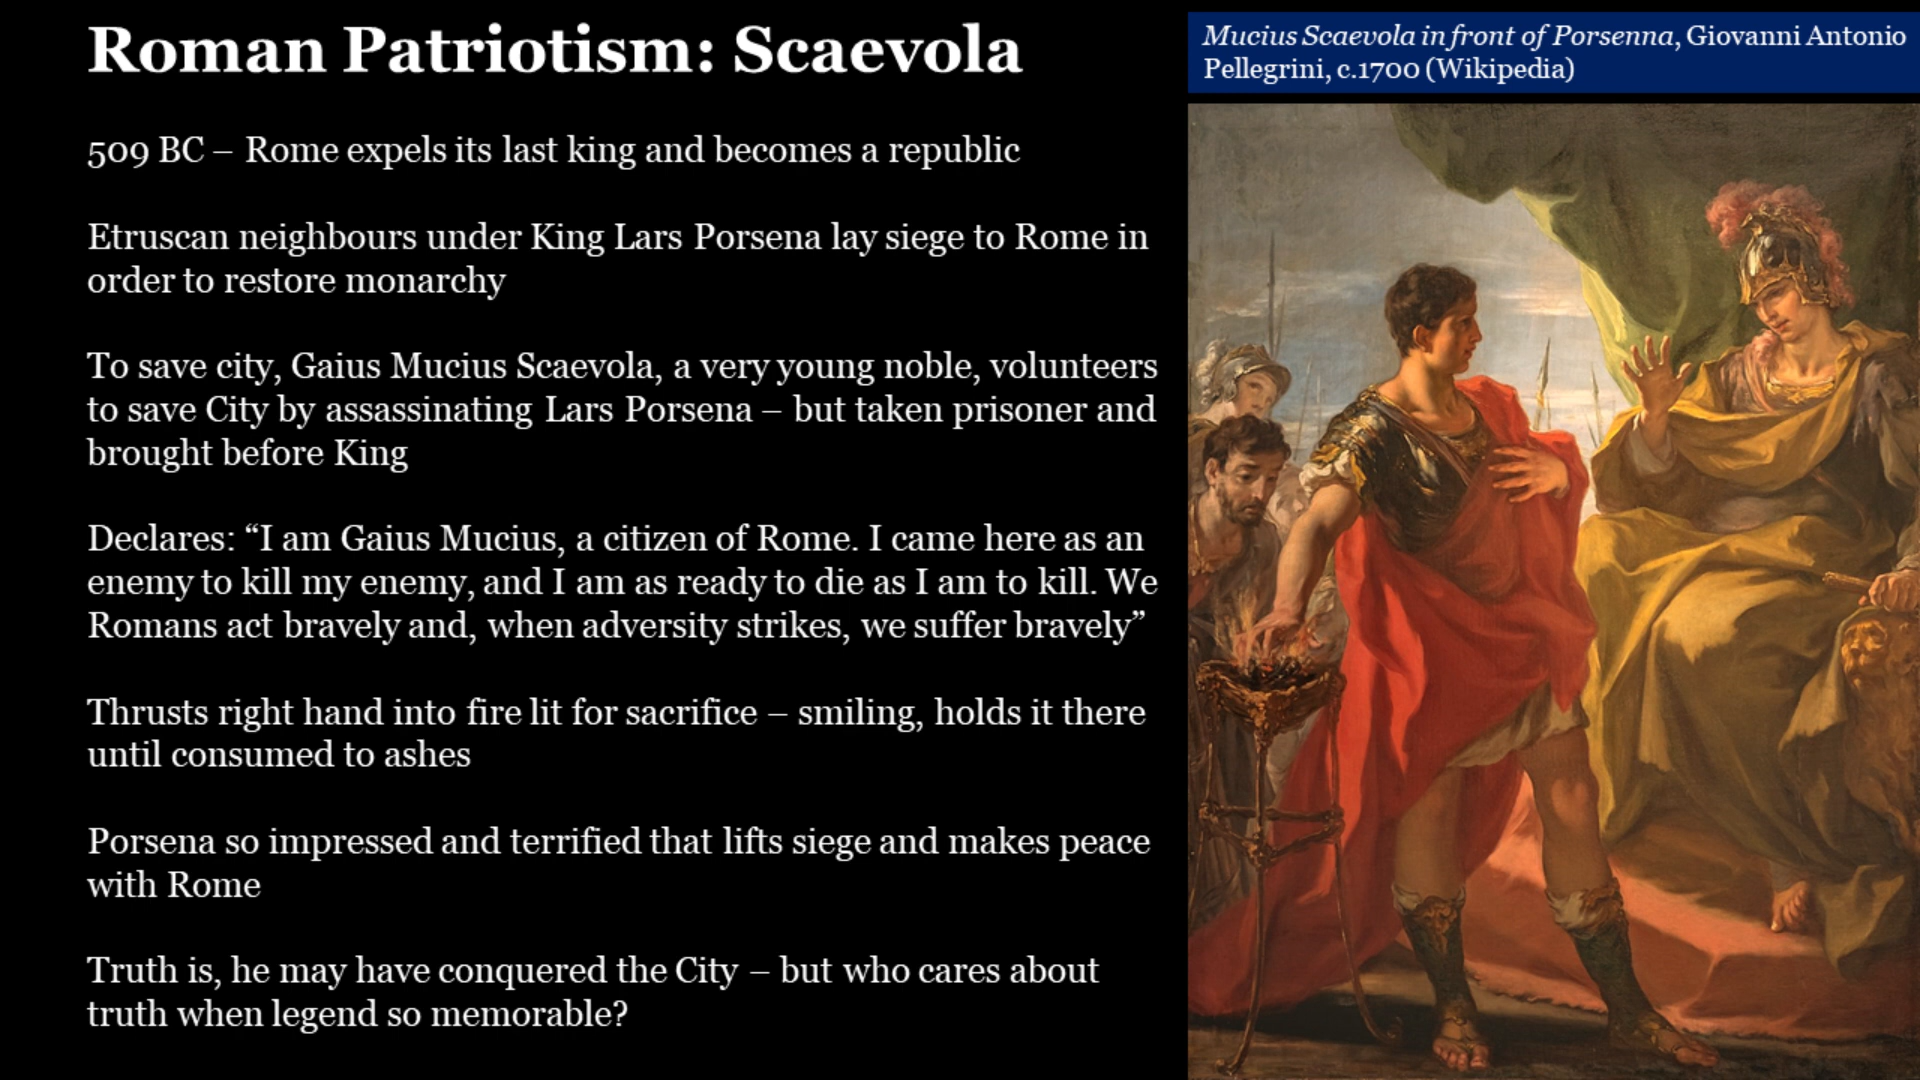 Roman Patriotism: Scaevola
Mucius Scaevola in front of Porsenna, Giovanni Antonio
Pellegrini, c.1700 (Wikipedia)
509 BC – Rome expels its last king and becomes a republic
Etruscan neighbours under King Lars Porsena lay siege to Rome in
order to restore monarchy
To save city, Gaius Mucius Scaevola, a very young noble, volunteers
to save City by assassinating Lars Porsena – but taken prisoner and
brought before King
Declares: “I am Gaius Mucius, a citizen of Rome. I came here as an
enemy to kill my enemy, and I am as ready to die as I am to kill. We
Romans act bravely and, when adversity strikes, we suffer bravely”
Thrusts right hand into fire lit for sacrifice – smiling, holds it there
until consumed to ashes
Porsena so impressed and terrified that lifts siege and makes peace
with Rome
Truth is, he may have conquered the City – but who cares about
truth when legend so memorable?